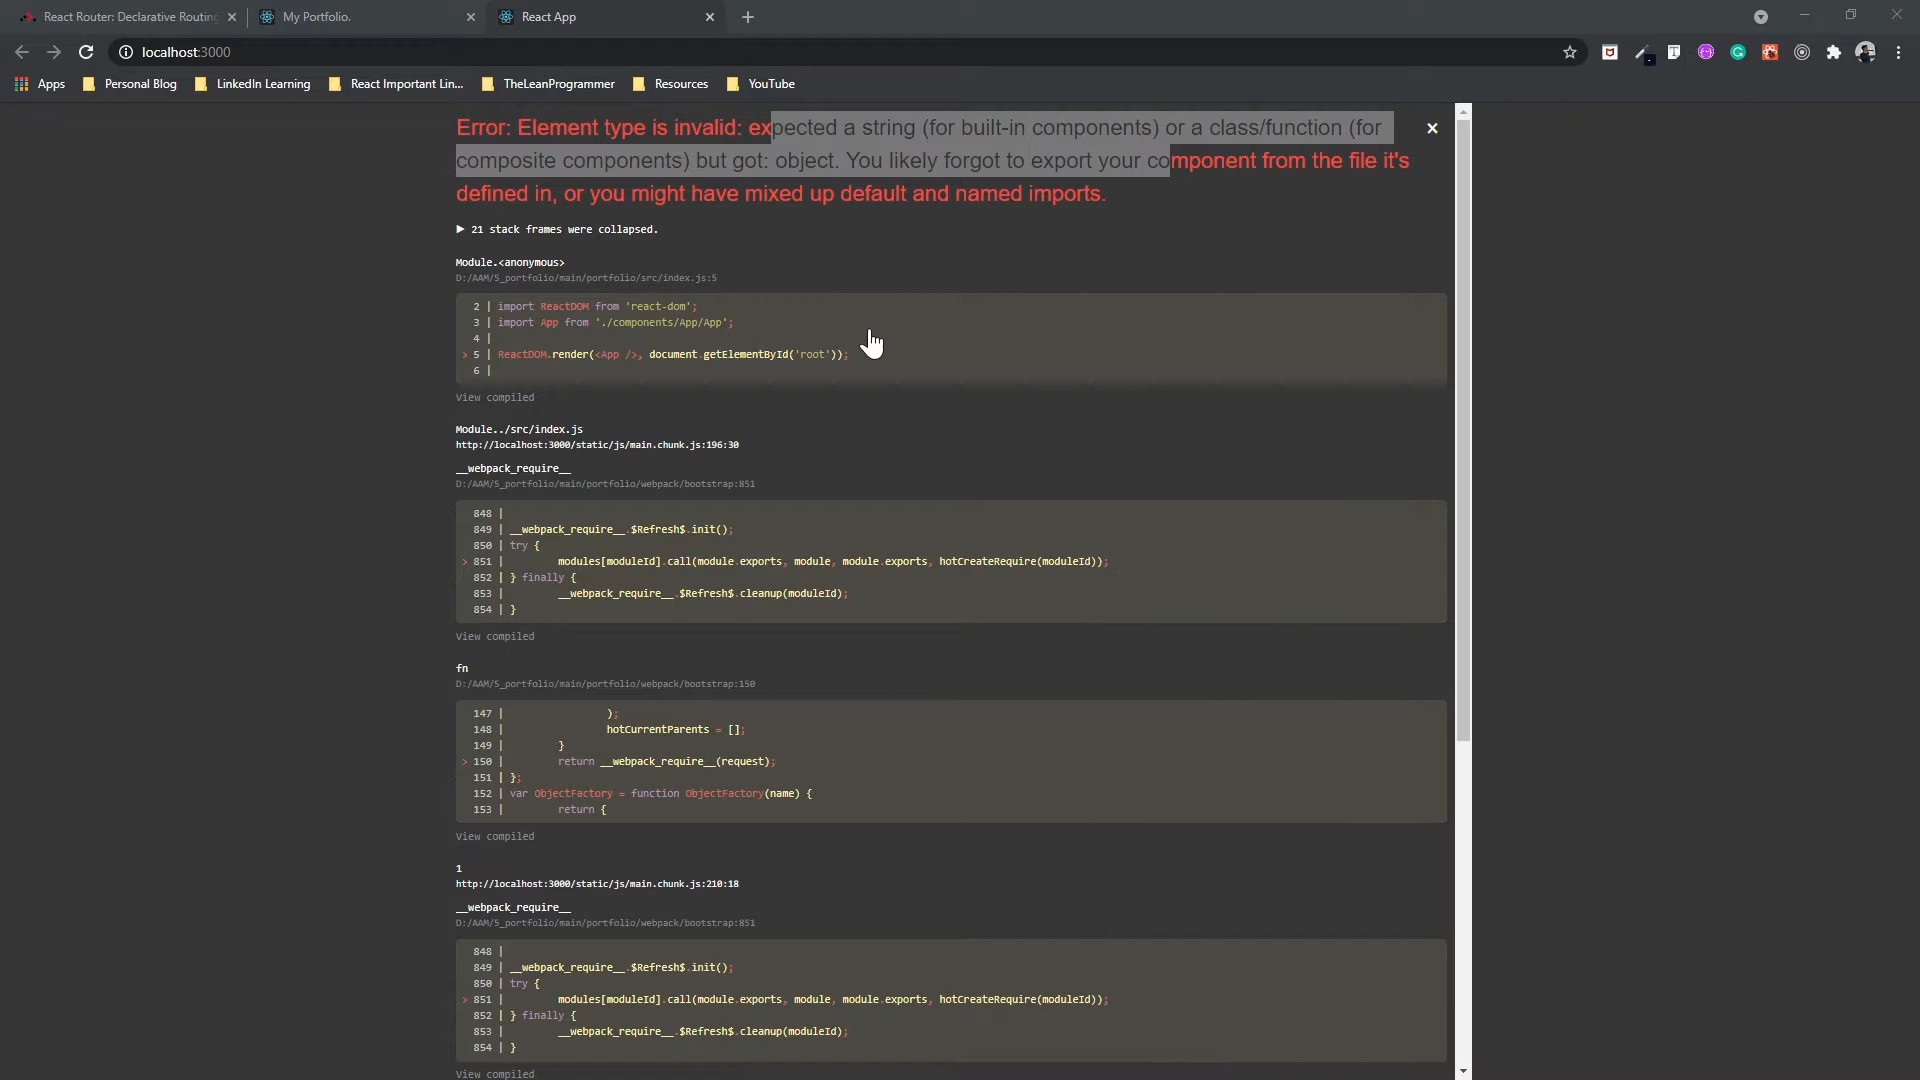 React Router: Declarative Routing
My Portfolio.
React App
localhost:3000
Apps
Personal Blog
LinkedIn Learning
React Important Lin...
TheLeanProgrammer
Resources
YouTube
Error: Element type is invalid: expected a string (for built-in components) or a class/function (for
composite components) but got: object. You likely forgot to export your component from the file it's
defined in, or you might have mixed up default and named imports.
▶ 21 stack frames were collapsed.
Module.<anonymous>
D:/AAM/5_portfolio/main/portfolio/src/index.js:5
2 | import ReactDOM from 'react-dom';
3 | import App from './components/App/App';
4 |
> 5 | ReactDOM.render(<App />, document.getElementById('root'));
6 |
View compiled
Module../src/index.js
http://localhost:3000/static/js/main.chunk.js:196:30
__webpack_require__
D:/AAM/5_portfolio/main/portfolio/webpack/bootstrap:851
848 |
849 | __webpack_require__.$Refresh$.init();
850 | try {
> 851 | modules[moduleId].call(module.exports, module, module.exports, hotCreateRequire(moduleId));
852 | } finally {
853 | __webpack_require__.$Refresh$.cleanup(moduleId);
854 | }
View compiled
fn
D:/AAM/5_portfolio/main/portfolio/webpack/bootstrap:150
147 | );
148 | hotCurrentParents = [];
149 | }
> 150 | return __webpack_require__(request);
151 | };
152 | var ObjectFactory = function ObjectFactory(name) {
153 | return {
View compiled
1
http://localhost:3000/static/js/main.chunk.js:210:18
__webpack_require__
D:/AAM/5_portfolio/main/portfolio/webpack/bootstrap:851
848 |
849 | __webpack_require__.$Refresh$.init();
850 | try {
> 851 | modules[moduleId].call(module.exports, module, module.exports, hotCreateRequire(moduleId));
852 | } finally {
853 | __webpack_require__.$Refresh$.cleanup(moduleId);
854 | }
View compiled